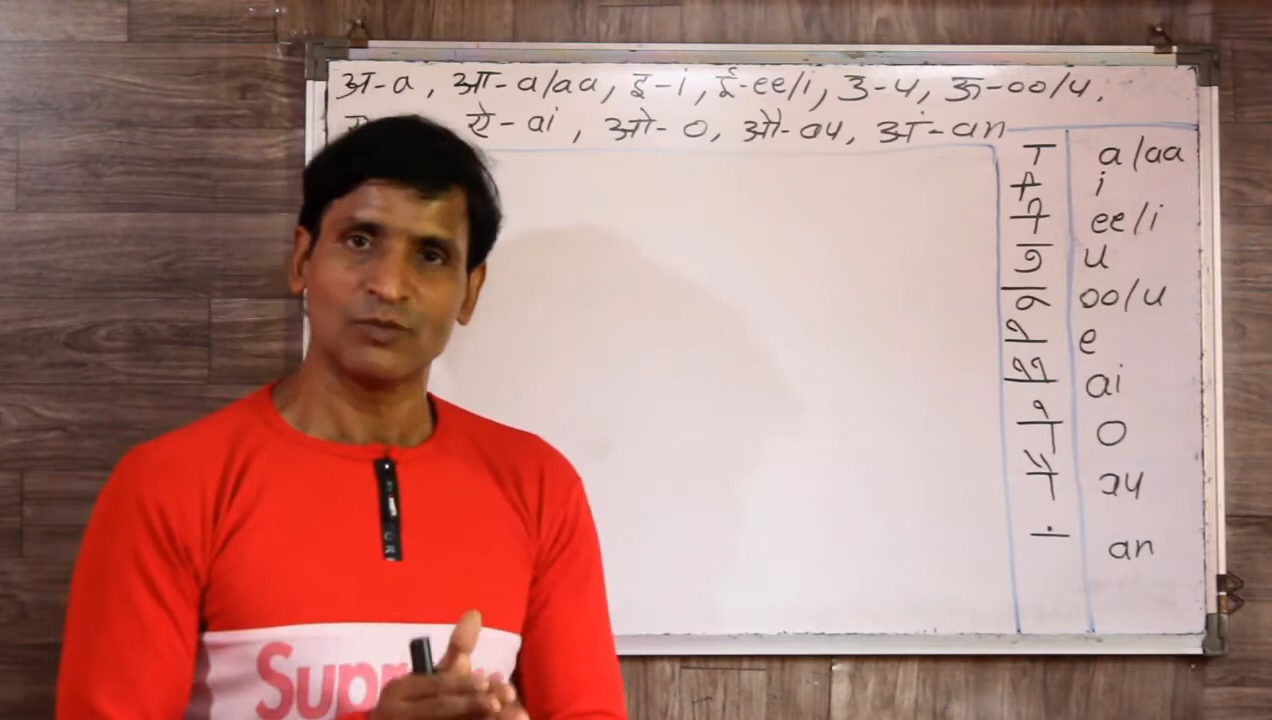 अ-a, आ-a/aa, इ-i, ई-ee/i, उ-u, ऊ-oo/u,
ऐ-ai, ओ-o, औ-au, अं-an
ा a/aa
ि i
ी ee/i
ु u
ू oo/u
े e
ै ai
ो o
ौ au
ं an
Supr